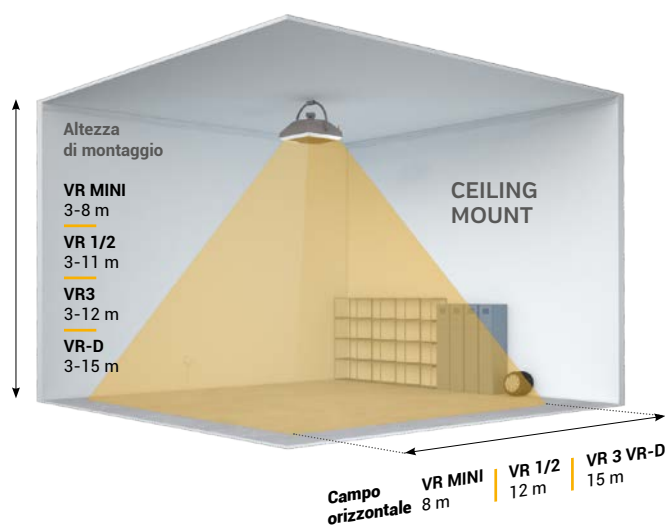 Altezza
di montaggio
VR MINI
3-8 m
VR 1/2
3-11 m
VR3
3-12 m
VR-D
3-15 m
CEILING
MOUNT
Campo
orizzontale
VR MINI
8 m
VR 1/2
12 m
VR 3 VR-D
15 m